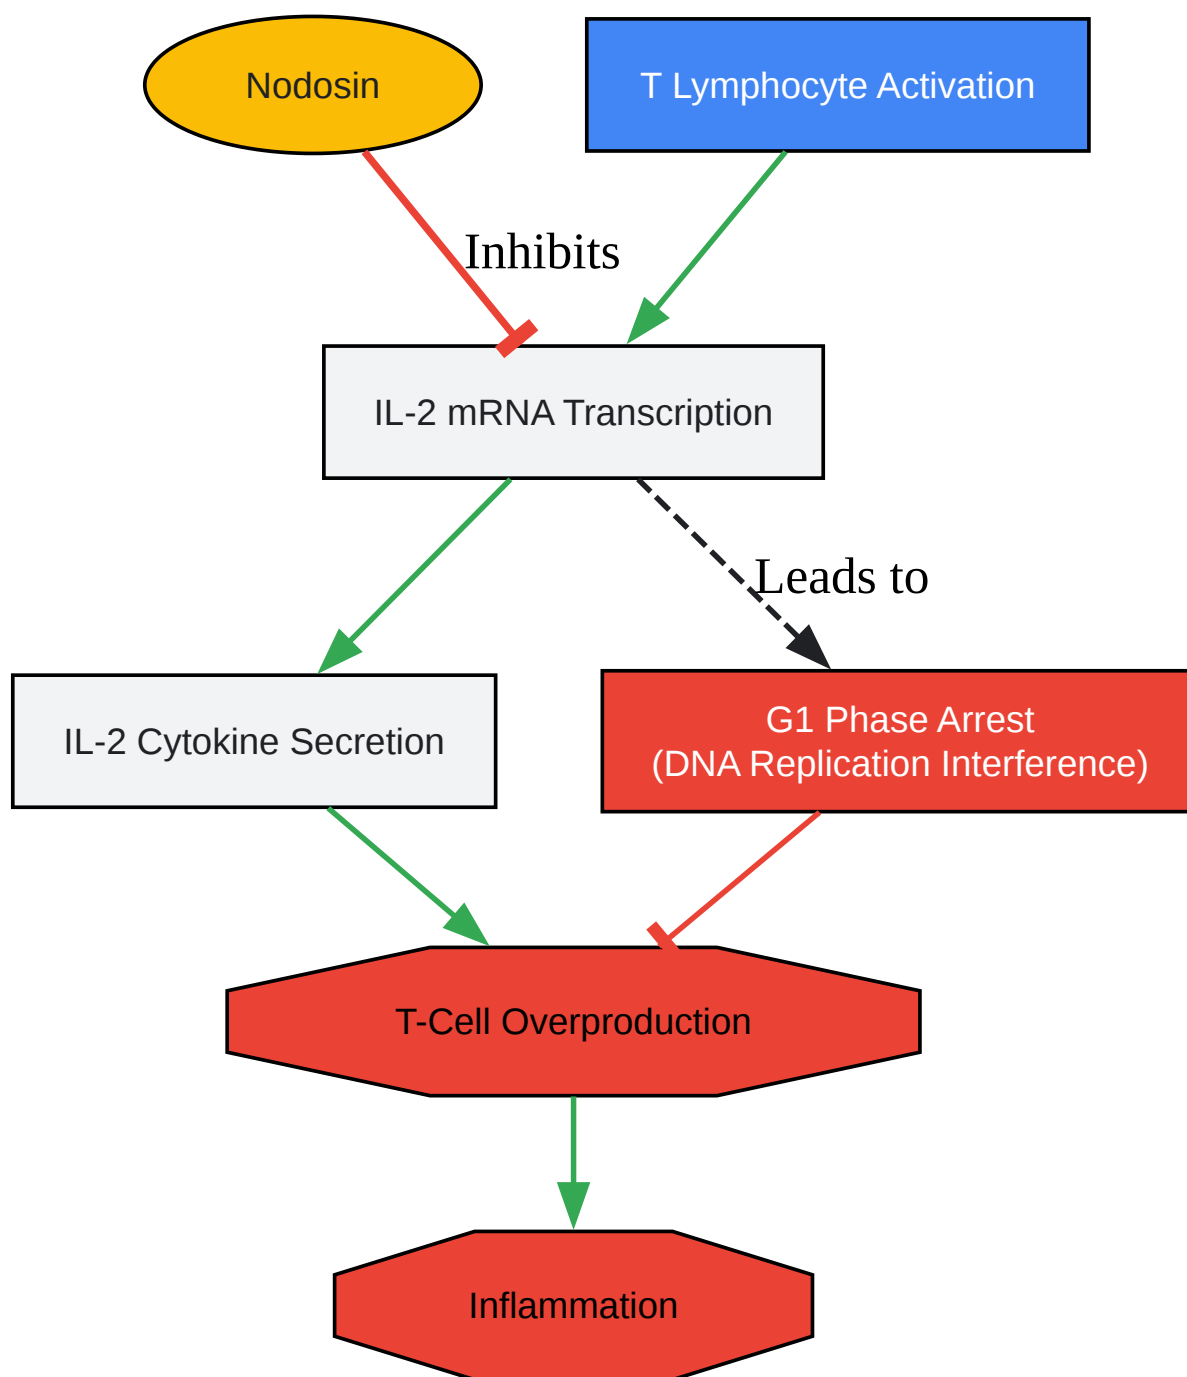 Nodosin
T Lymphocyte Activation
Inhibits
IL-2 mRNA Transcription
Leads to
IL-2 Cytokine Secretion
G1 Phase Arrest
(DNA Replication Interference)
T-Cell Overproduction
Inflammation